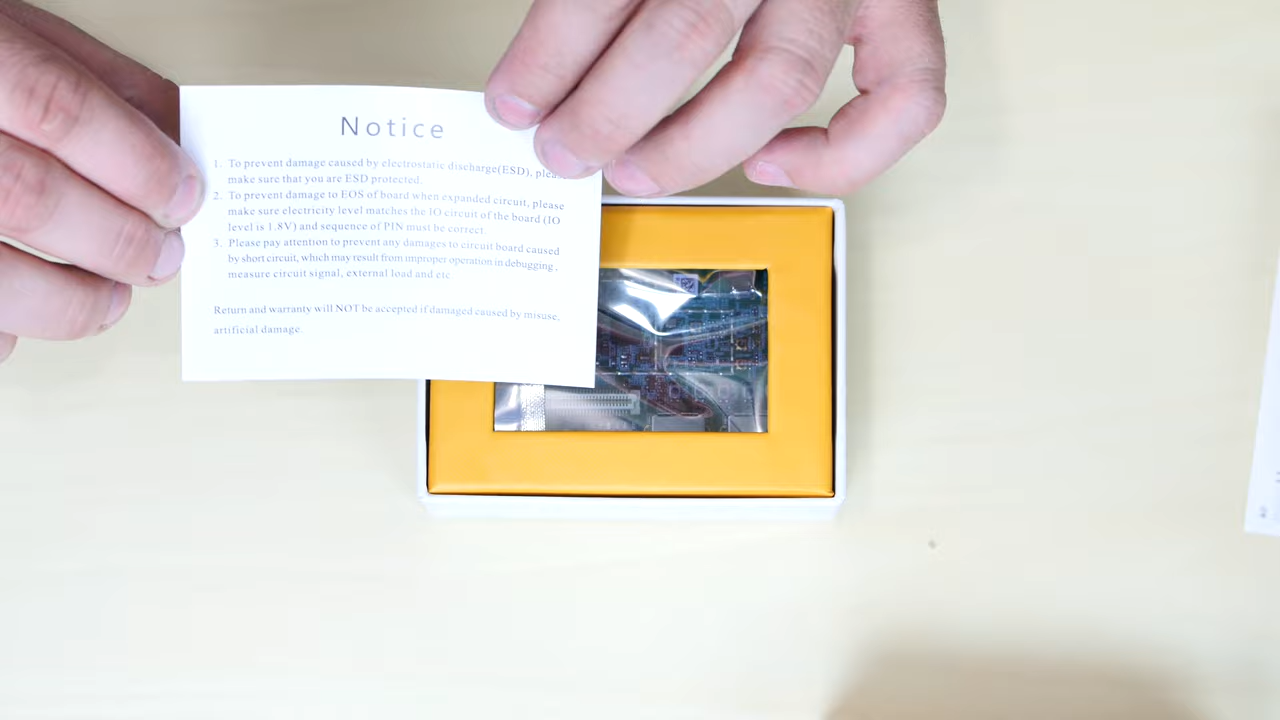 Notice
1. To prevent damage caused by electrostatic discharge(ESD),
make sure that you are ESD protected.
2. To prevent damage to EOS of board when expanded circuit, please
make sure electricity level matches the IO circuit of the board (IO
level is 1.8V) and sequence of PIN must be correct.
3. Please pay attention to prevent any damages to circuit board caused
by short circuit, which may result from improper operation in debugging ,
measure circuit signal, external load and etc.
Return and warranty will NOT be accepted if damaged caused by misuse,
artificial damage.